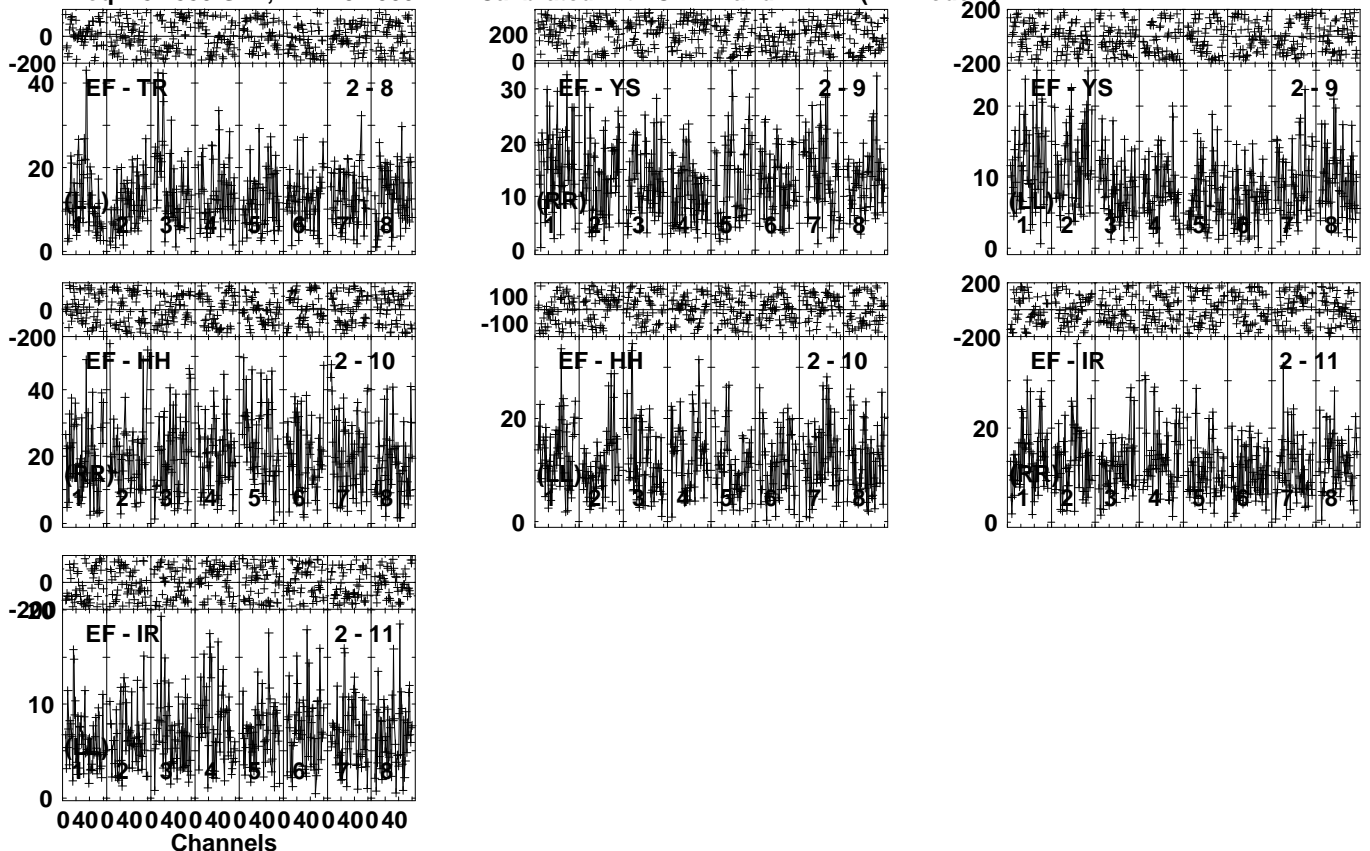 0 200 200
-200 0 -200
40 EF - TR 2 - 8 30 EF - YS 2 - 9 20 EF - YS 2 - 9
20 20 10
(LL) 10 (RR) (LL)
1 2 3 4 5 6 7 8 1 2 3 4 5 6 7 8 1 2 3 4 5 6 7 8
0 0 0
0 100 200
-200 -100 -200
EF - HH 2 - 10 EF - HH 2 - 10 EF - IR 2 - 11
40 20 20
20 (RR) (LL) (RR)
1 2 3 4 5 6 7 8 1 2 3 4 5 6 7 8 1 2 3 4 5 6 7 8
0 0 0
0
-200 20
EF - IR 2 - 11
10
(LL)
1 2 3 4 5 6 7 8
0
0 40 0 40 0 40 0 40 0 40 0 40 0 40 0 40
Channels